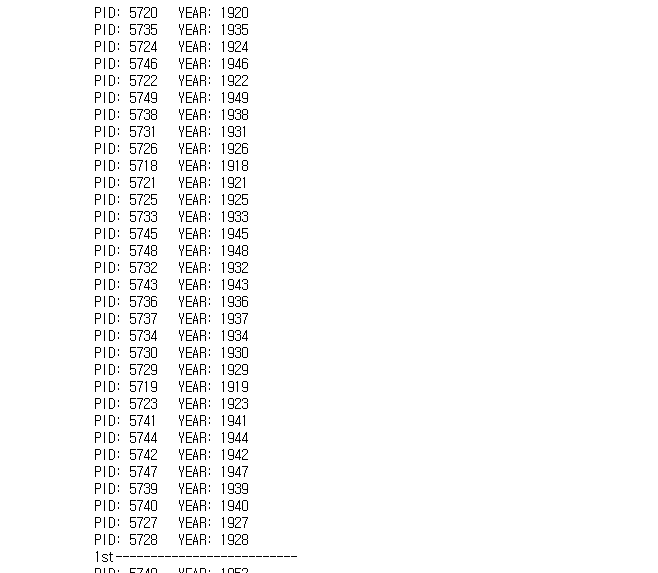 PID: 5720 YEAR: 1920
PID: 5735 YEAR: 1935
PID: 5724 YEAR: 1924
PID: 5746 YEAR: 1946
PID: 5722 YEAR: 1922
PID: 5749 YEAR: 1949
PID: 5738 YEAR: 1938
PID: 5731 YEAR: 1931
PID: 5726 YEAR: 1926
PID: 5718 YEAR: 1918
PID: 5721 YEAR: 1921
PID: 5725 YEAR: 1925
PID: 5733 YEAR: 1933
PID: 5745 YEAR: 1945
PID: 5748 YEAR: 1948
PID: 5732 YEAR: 1932
PID: 5743 YEAR: 1943
PID: 5736 YEAR: 1936
PID: 5737 YEAR: 1937
PID: 5734 YEAR: 1934
PID: 5730 YEAR: 1930
PID: 5729 YEAR: 1929
PID: 5719 YEAR: 1919
PID: 5723 YEAR: 1923
PID: 5741 YEAR: 1941
PID: 5744 YEAR: 1944
PID: 5742 YEAR: 1942
PID: 5747 YEAR: 1947
PID: 5739 YEAR: 1939
PID: 5740 YEAR: 1940
PID: 5727 YEAR: 1927
PID: 5728 YEAR: 1928
1st--------------------------